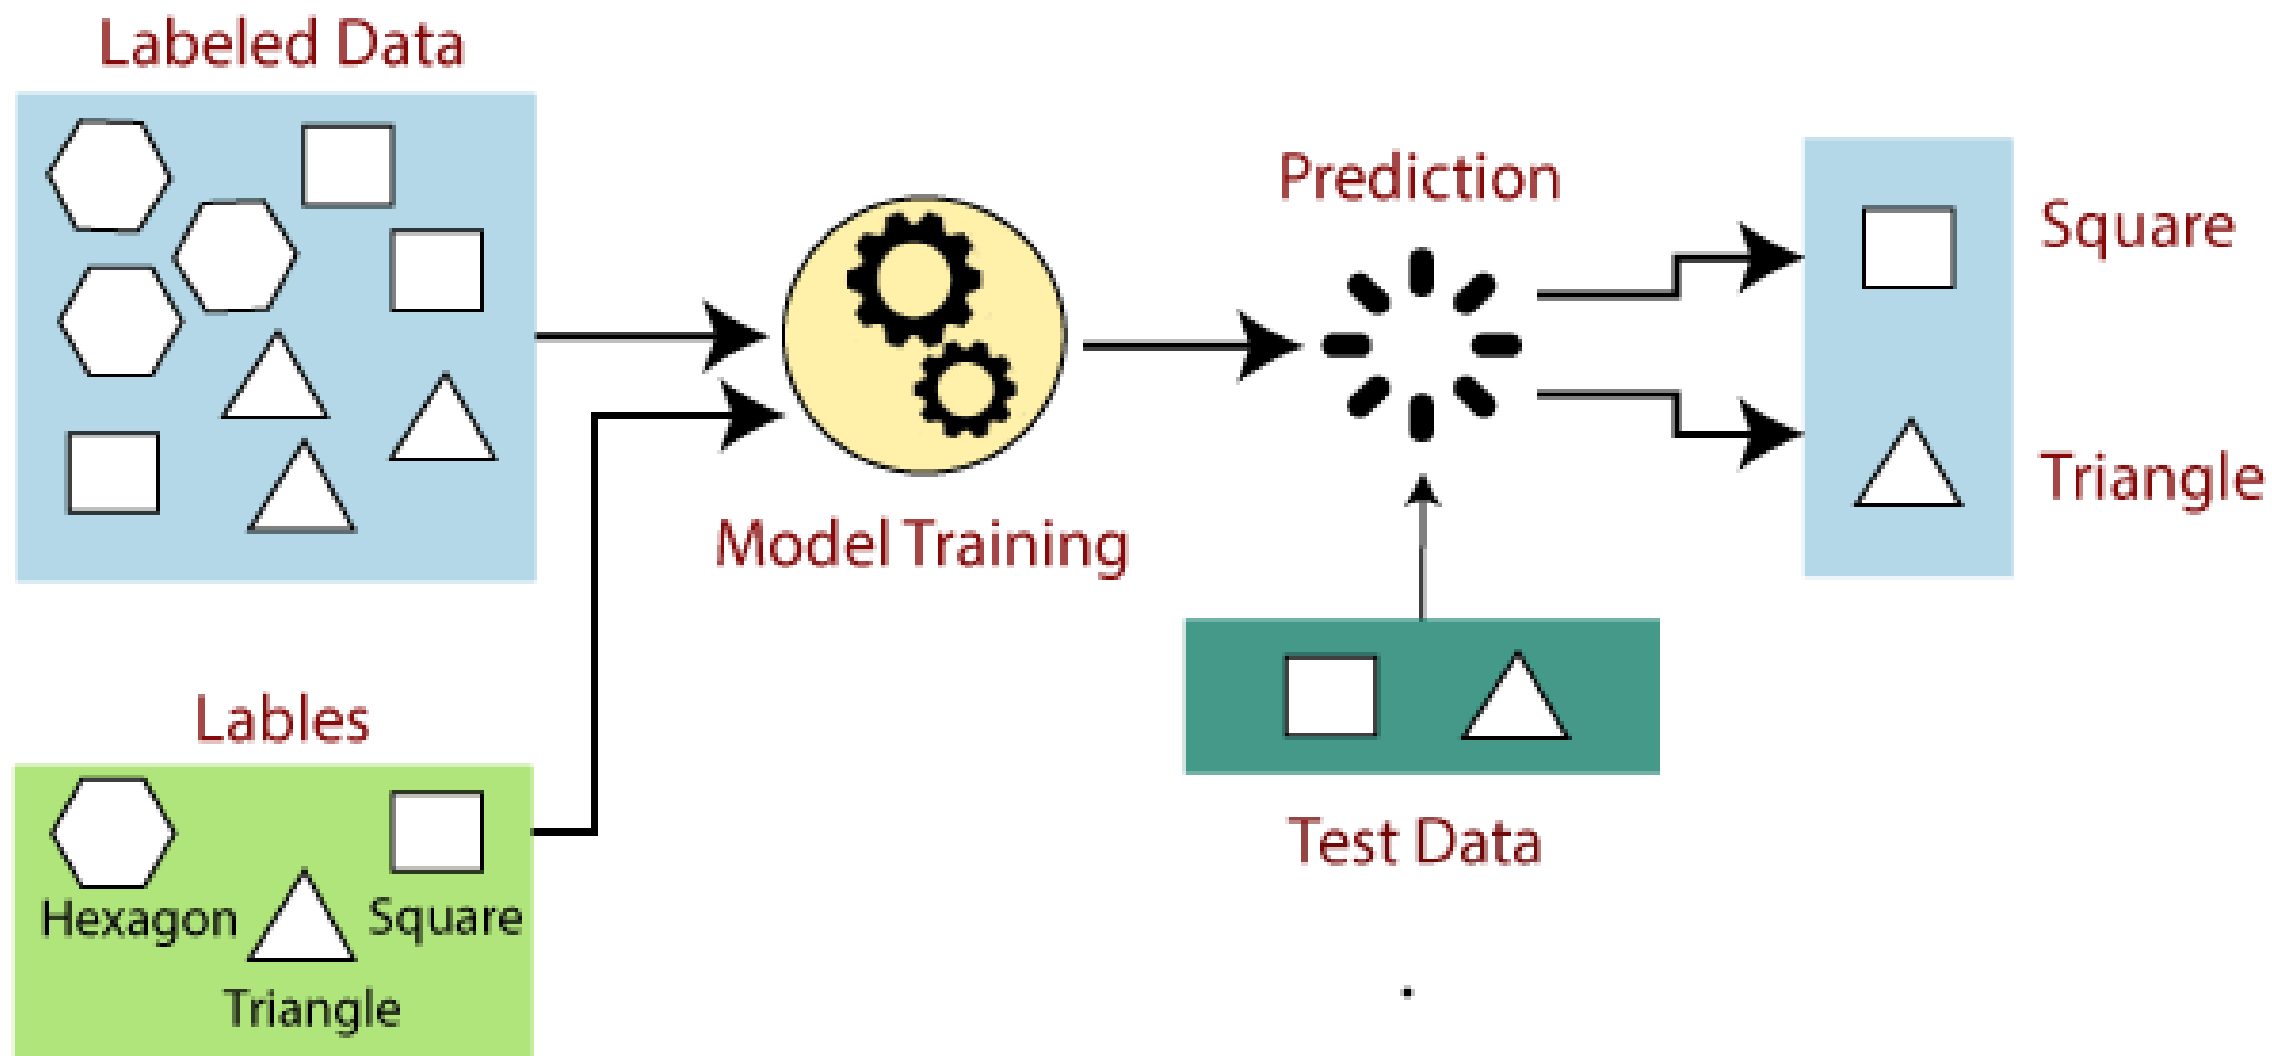 Labeled Data
Prediction
Square
Triangle
Model Training
Lables
Hexagon
Square
Triangle
Test Data